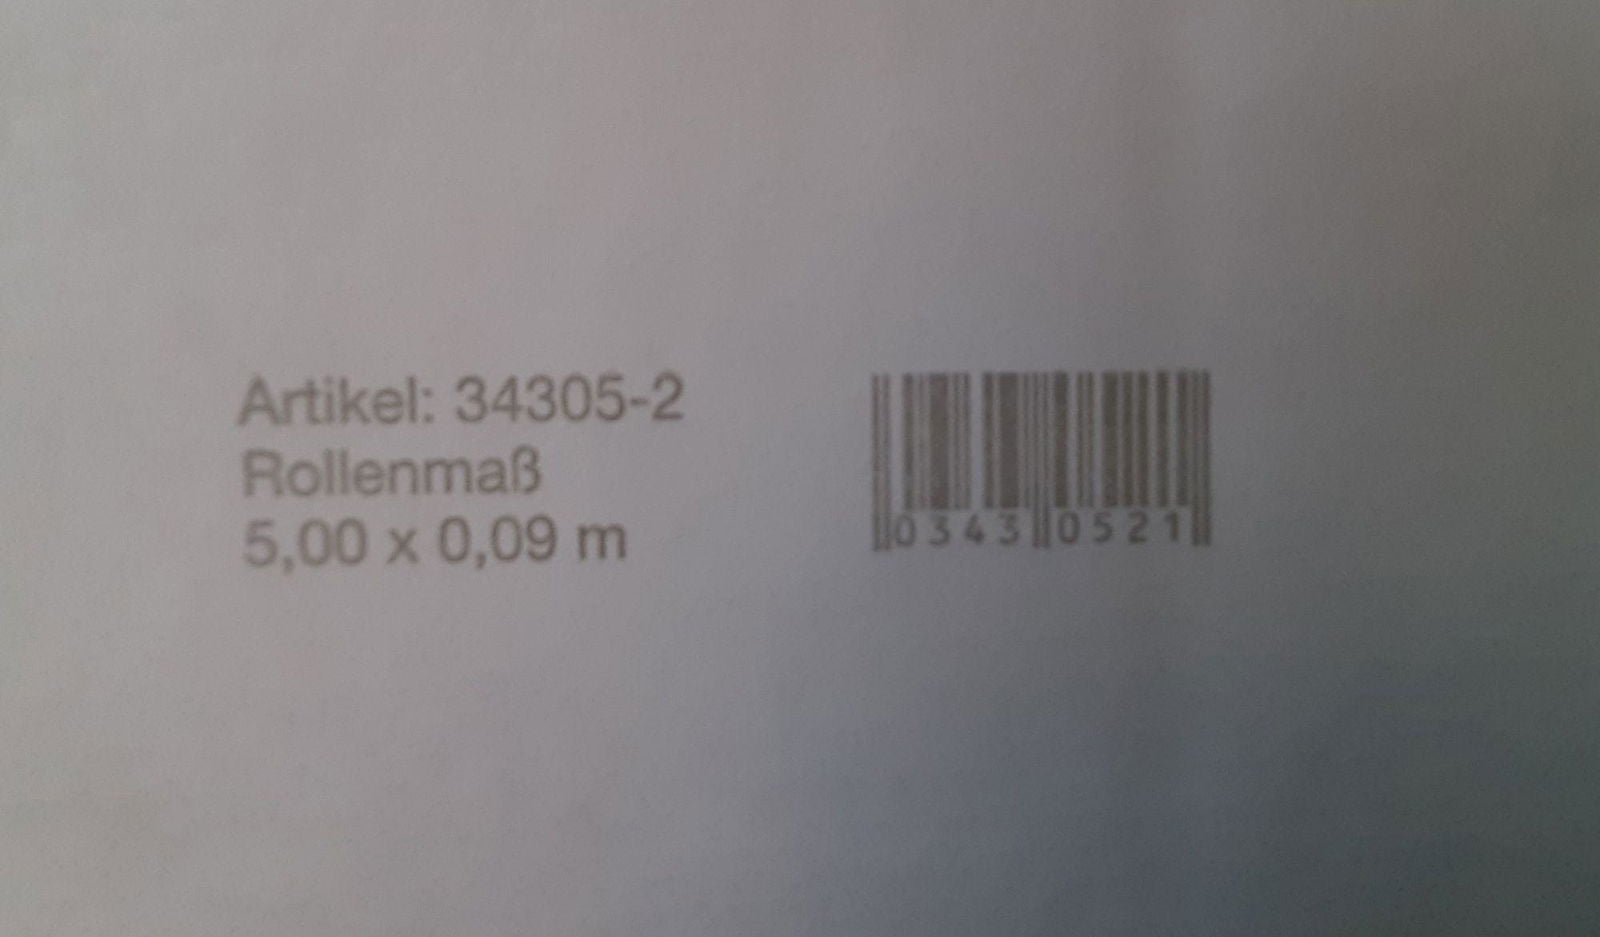 Artikel: 34305-2
Rollenmaß
5,00 x 0,09 m
0343 0521